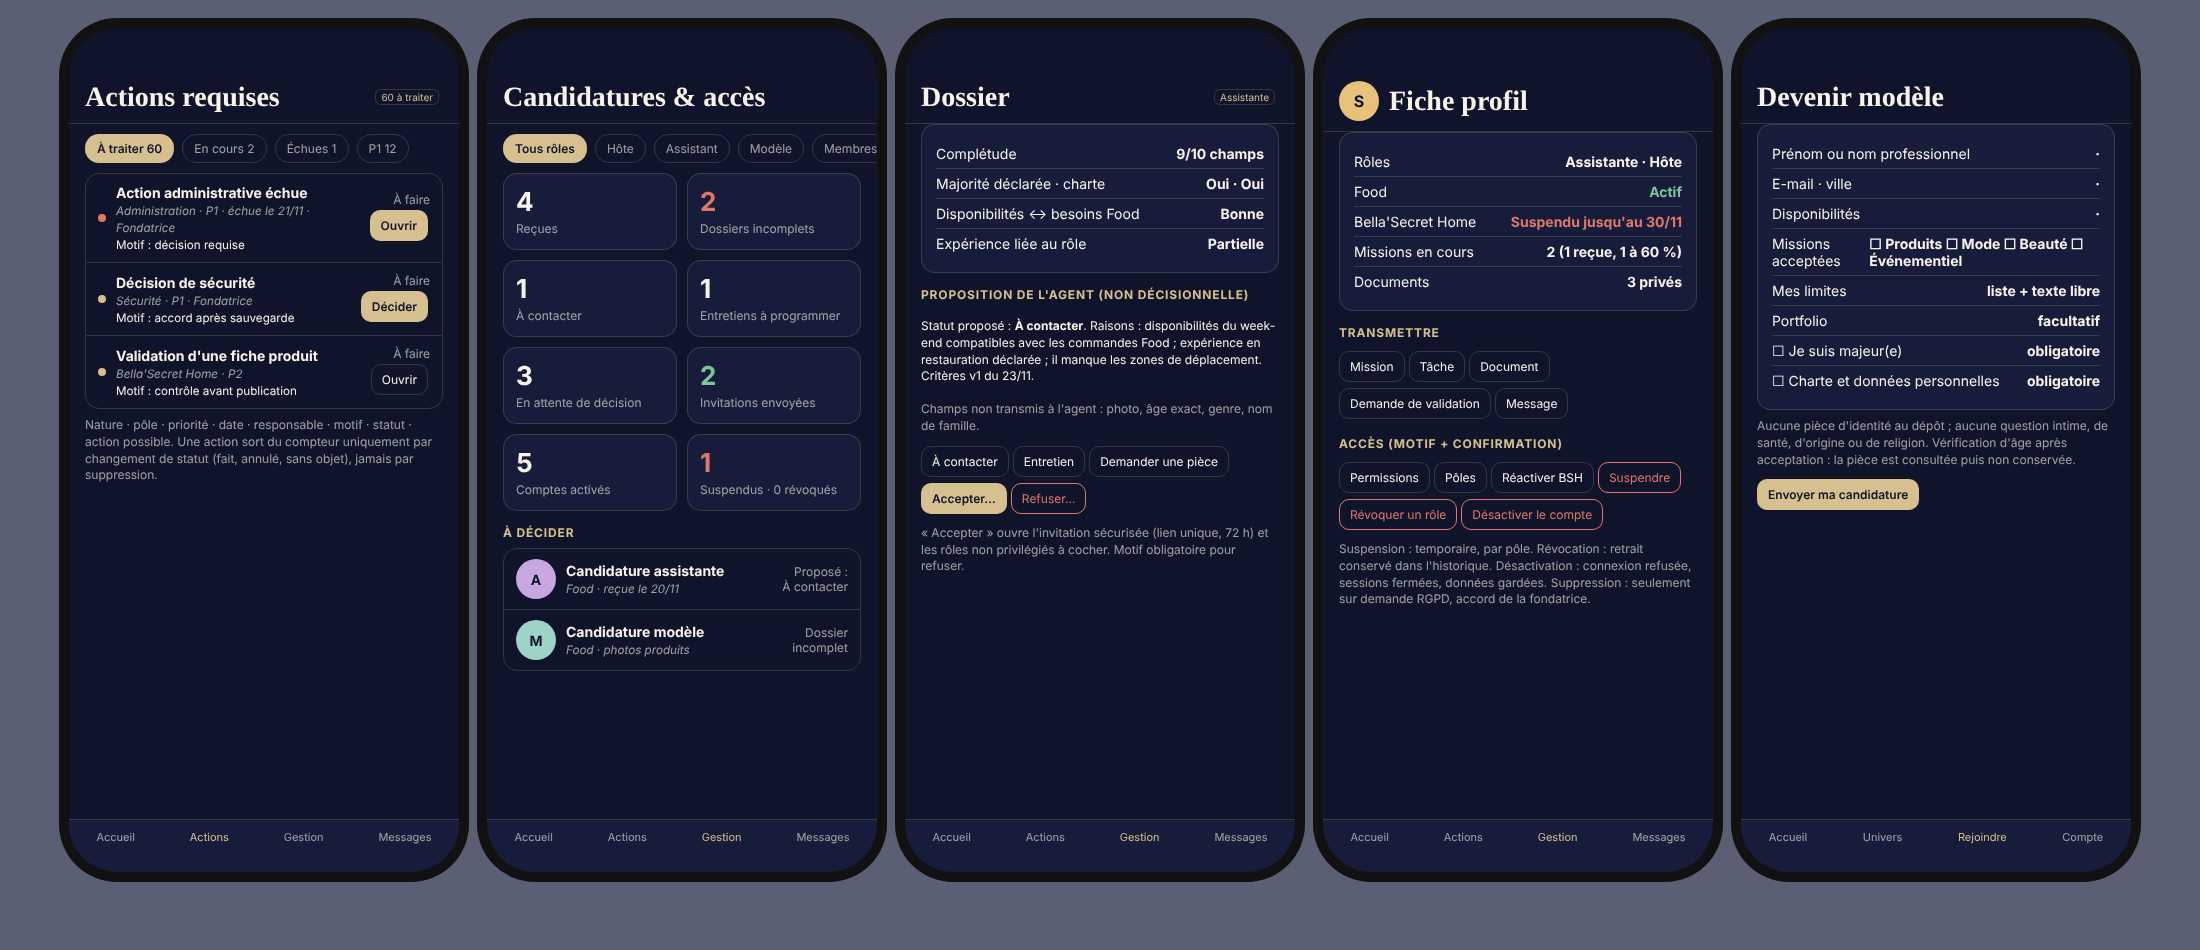 Actions requises
60 à traiter
À traiter 60
En cours 2
Échues 1
P1 12
Action administrative échue
Administration · P1 · échue le 21/11 ·
Fondatrice
Motif : décision requise
À faire
Ouvrir
Décision de sécurité
Sécurité · P1 · Fondatrice
Motif : accord après sauvegarde
À faire
Décider
Validation d'une fiche produit
Bella'Secret Home · P2
Motif : contrôle avant publication
À faire
Ouvrir
Nature · pôle · priorité · date · responsable · motif · statut ·
action possible. Une action sort du compteur uniquement par
changement de statut (fait, annulé, sans objet), jamais par
suppression.
Accueil
Actions
Gestion
Messages
Candidatures & accès
Tous rôles
Hôte
Assistant
Modèle
Membres
4
Reçues
2
Dossiers incomplets
1
À contacter
1
Entretiens à programmer
3
En attente de décision
2
Invitations envoyées
5
Comptes activés
1
Suspendus · 0 révoqués
À DÉCIDER
A
Candidature assistante
Food · reçue le 20/11
Proposé :
À contacter
M
Candidature modèle
Food · photos produits
Dossier
incomplet
Accueil
Actions
Gestion
Messages
Dossier
Assistante
Complétude
9/10 champs
Majorité déclarée · charte
Oui · Oui
Disponibilités ↔ besoins Food
Bonne
Expérience liée au rôle
Partielle
PROPOSITION DE L'AGENT (NON DÉCISIONNELLE)
Statut proposé : À contacter. Raisons : disponibilités du week-
end compatibles avec les commandes Food ; expérience en
restauration déclarée ; il manque les zones de déplacement.
Critères v1 du 23/11.
Champs non transmis à l'agent : photo, âge exact, genre, nom
de famille.
À contacter
Entretien
Demander une pièce
Accepter...
Refuser...
« Accepter » ouvre l'invitation sécurisée (lien unique, 72 h) et
les rôles non privilégiés à cocher. Motif obligatoire pour
refuser.
Accueil
Actions
Gestion
Messages
S
Fiche profil
Rôles
Assistante · Hôte
Food
Actif
Bella'Secret Home
Suspendu jusqu'au 30/11
Missions en cours
2 (1 reçue, 1 à 60 %)
Documents
3 privés
TRANSMETTRE
Mission
Tâche
Document
Demande de validation
Message
ACCÈS (MOTIF + CONFIRMATION)
Permissions
Pôles
Réactiver BSH
Suspendre
Révoquer un rôle
Désactiver le compte
Suspension : temporaire, par pôle. Révocation : retrait
conservé dans l'historique. Désactivation : connexion refusée,
sessions fermées, données gardées. Suppression : seulement
sur demande RGPD, accord de la fondatrice.
Accueil
Actions
Gestion
Messages
Devenir modèle
Prénom ou nom professionnel
·
E-mail · ville
·
Disponibilités
·
Missions
acceptées
☐ Produits ☐ Mode ☐ Beauté ☐
Événementiel
Mes limites
liste + texte libre
Portfolio
facultatif
☐ Je suis majeur(e)
obligatoire
☐ Charte et données personnelles
obligatoire
Aucune pièce d'identité au dépôt ; aucune question intime, de
santé, d'origine ou de religion. Vérification d'âge après
acceptation : la pièce est consultée puis non conservée.
Envoyer ma candidature
Accueil
Univers
Rejoindre
Compte